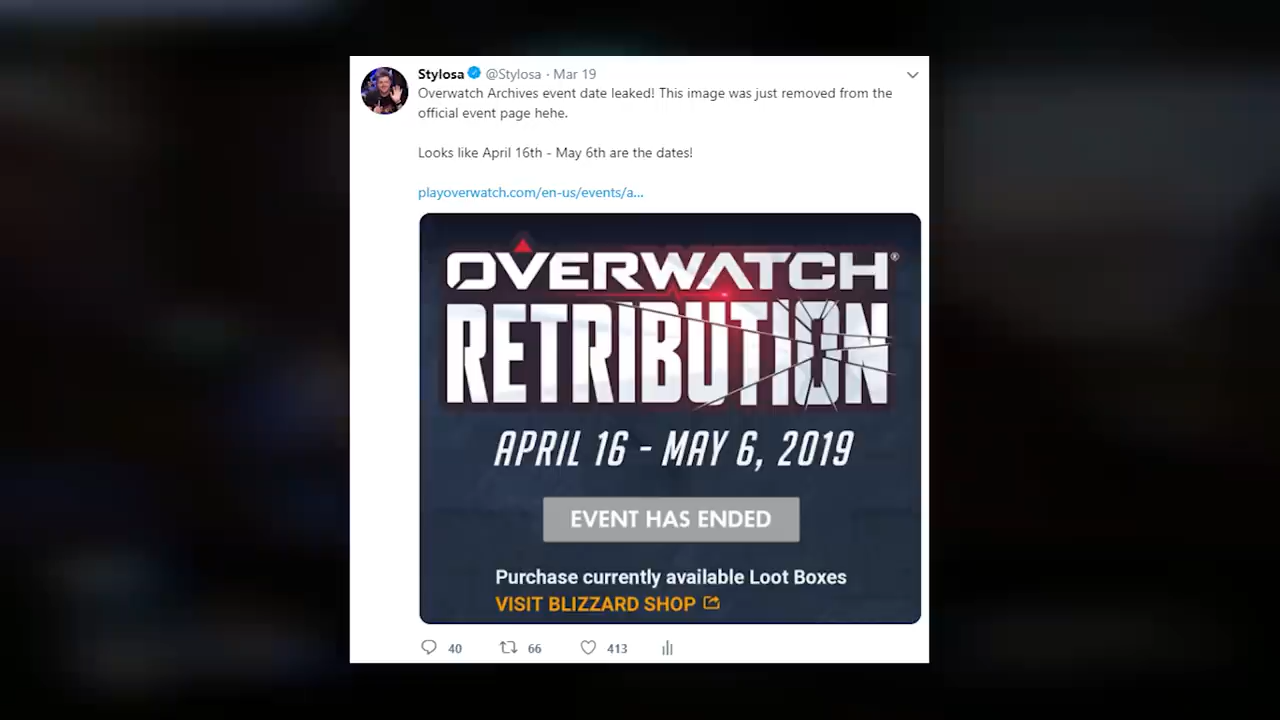 Stylosa @Stylosa · Mar 19
Overwatch Archives event date leaked! This image was just removed from the
official event page hehe.
Looks like April 16th - May 6th are the dates!
playoverwatch.com/en-us/events/a...
OVERWATCH®
RETRIBUTION
APRIL 16 - MAY 6, 2019
EVENT HAS ENDED
Purchase currently available Loot Boxes
VISIT BLIZZARD SHOP
40 66 413